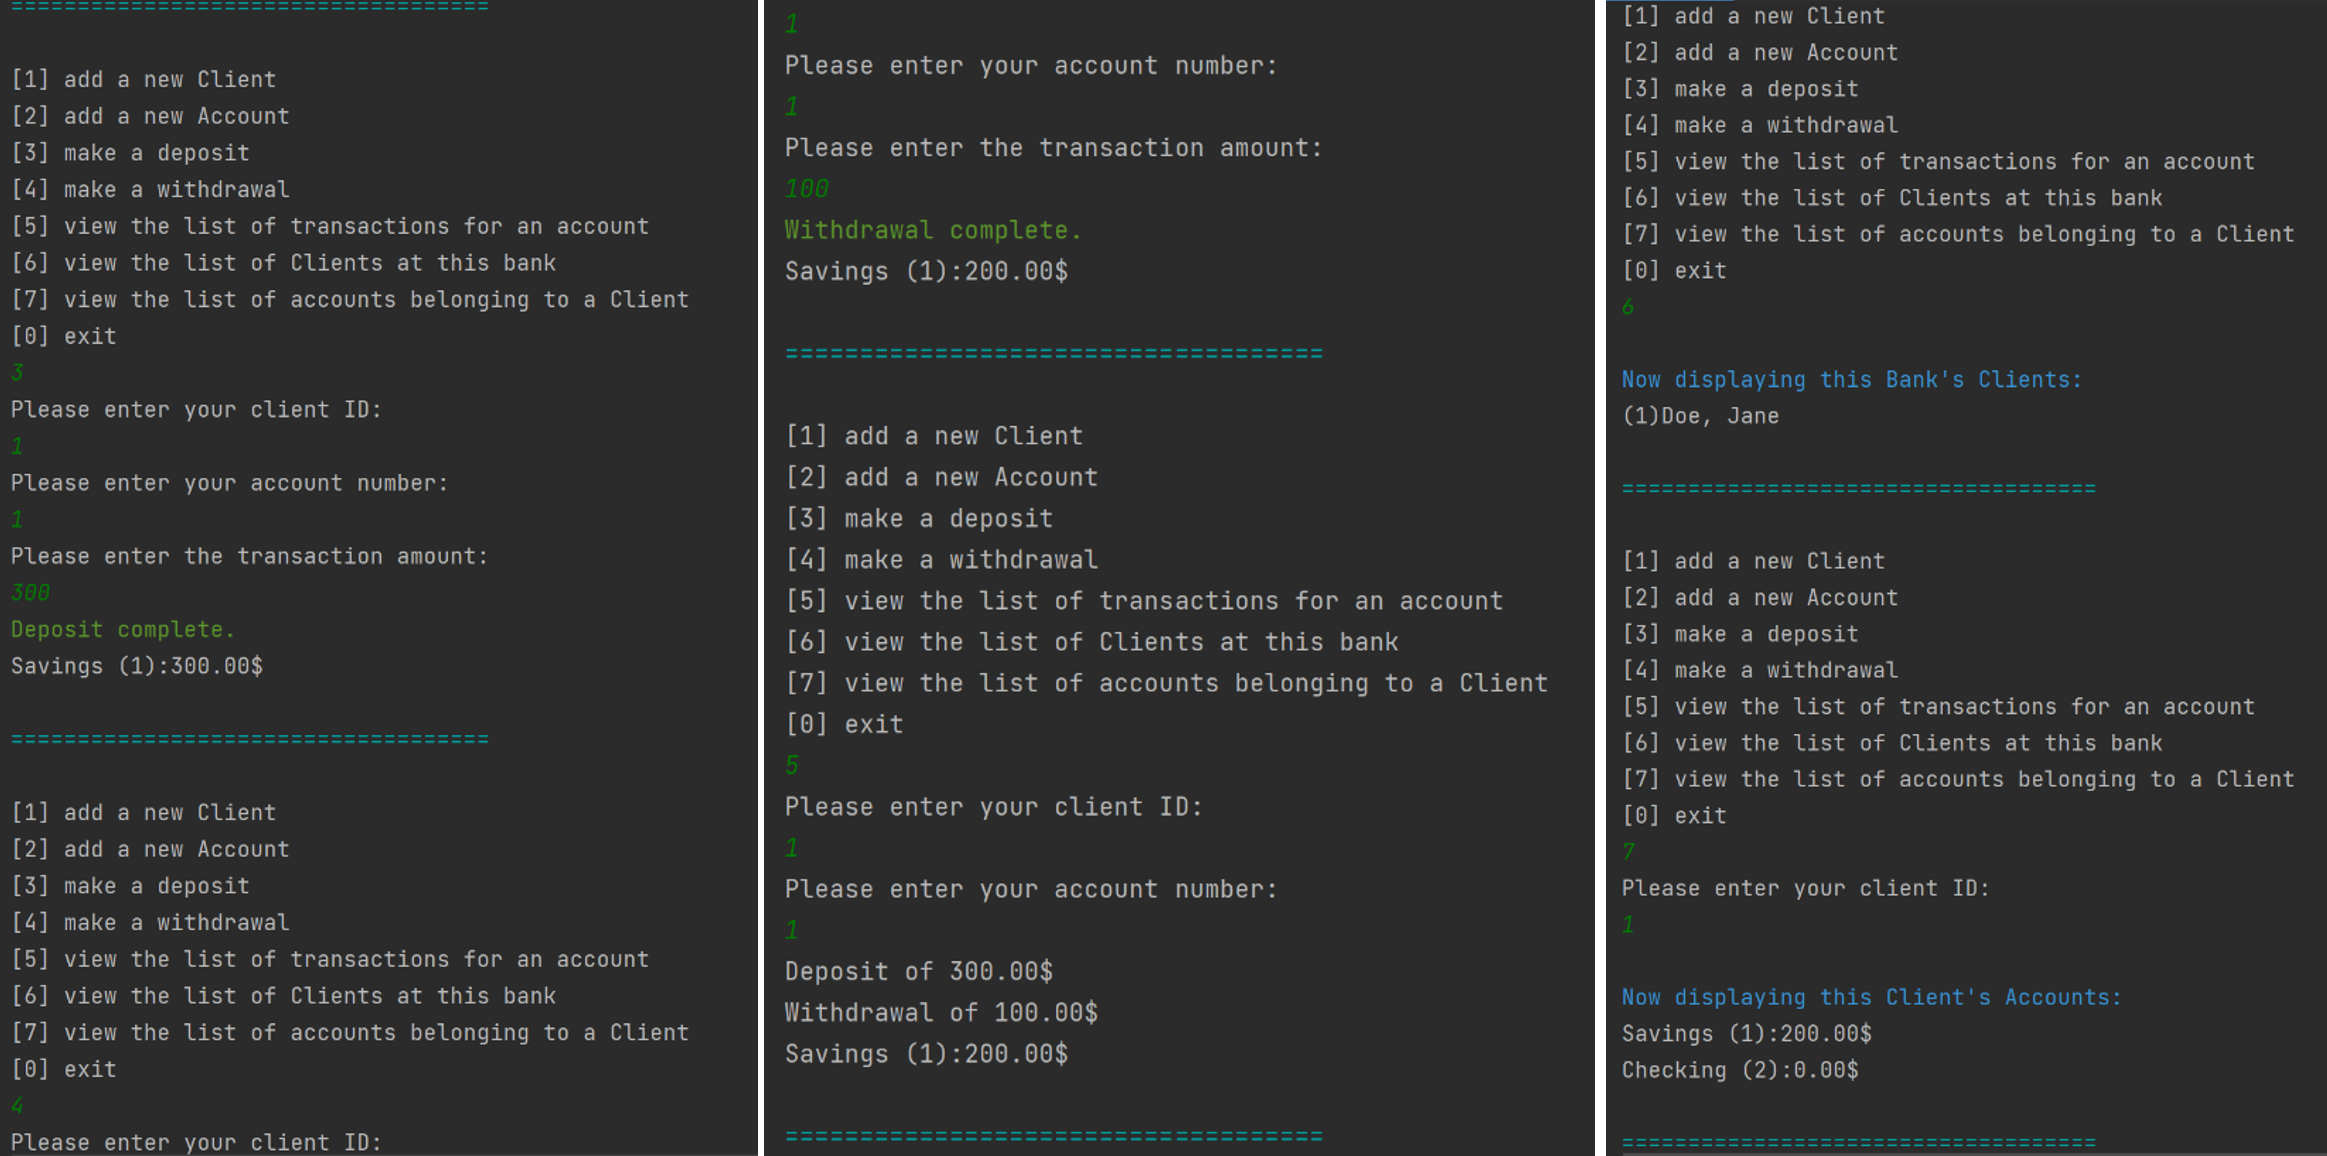 ====================================
[1] add a new Client
[2] add a new Account
[3] make a deposit
[4] make a withdrawal
[5] view the list of transactions for an account
[6] view the list of Clients at this bank
[7] view the list of accounts belonging to a Client
[0] exit
3
Please enter your client ID:
1
Please enter your account number:
1
Please enter the transaction amount:
300
Deposit complete.
Savings (1):300.00$
====================================
[1] add a new Client
[2] add a new Account
[3] make a deposit
[4] make a withdrawal
[5] view the list of transactions for an account
[6] view the list of Clients at this bank
[7] view the list of accounts belonging to a Client
[0] exit
4
Please enter your client ID:
1
Please enter your account number:
1
Please enter the transaction amount:
100
Withdrawal complete.
Savings (1):200.00$
====================================
[1] add a new Client
[2] add a new Account
[3] make a deposit
[4] make a withdrawal
[5] view the list of transactions for an account
[6] view the list of Clients at this bank
[7] view the list of accounts belonging to a Client
[0] exit
5
Please enter your client ID:
1
Please enter your account number:
1
Deposit of 300.00$
Withdrawal of 100.00$
Savings (1):200.00$
====================================
[1] add a new Client
[2] add a new Account
[3] make a deposit
[4] make a withdrawal
[5] view the list of transactions for an account
[6] view the list of Clients at this bank
[7] view the list of accounts belonging to a Client
[0] exit
6
Now displaying this Bank's Clients:
(1)Doe, Jane
====================================
[1] add a new Client
[2] add a new Account
[3] make a deposit
[4] make a withdrawal
[5] view the list of transactions for an account
[6] view the list of Clients at this bank
[7] view the list of accounts belonging to a Client
[0] exit
7
Please enter your client ID:
1
Now displaying this Client's Accounts:
Savings (1):200.00$
Checking (2):0.00$
====================================